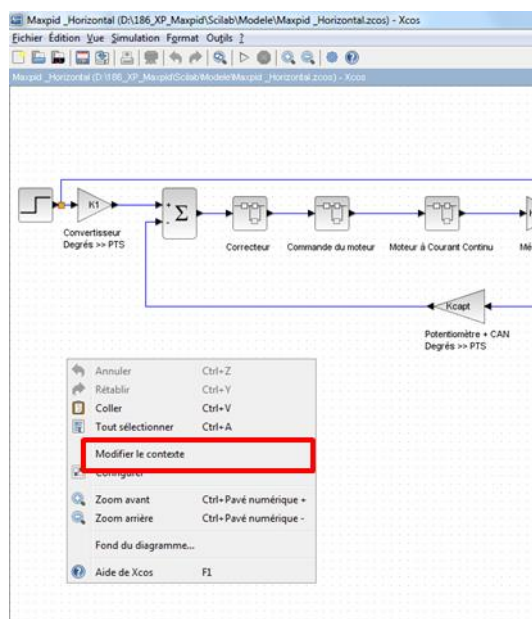 Maxpid _Horizontal (D:\186_XP_Maxpid\Scilab\Modele\Maxpid _Horizontal.zcos) - Xcos
Fichier Édition Vue Simulation Format Outils ?
Maxpid _Horizontal (D:\186_XP_Maxpid\Scilab\Modele\Maxpid _Horizontal.zcos) - Xcos
K1
+
-
Σ
Convertisseur
Degrés >> PTS
Correcteur
Commande du moteur
Moteur à Courant Continu
Kcapt
Potentiomètre + CAN
Degrés >> PTS
Annuler Ctrl+Z
Rétablir Ctrl+Y
Coller Ctrl+V
Tout sélectionner Ctrl+A
Modifier le contexte
Configurer
Zoom avant Ctrl+Pavé numérique +
Zoom arrière Ctrl+Pavé numérique -
Fond du diagramme...
Aide de Xcos F1